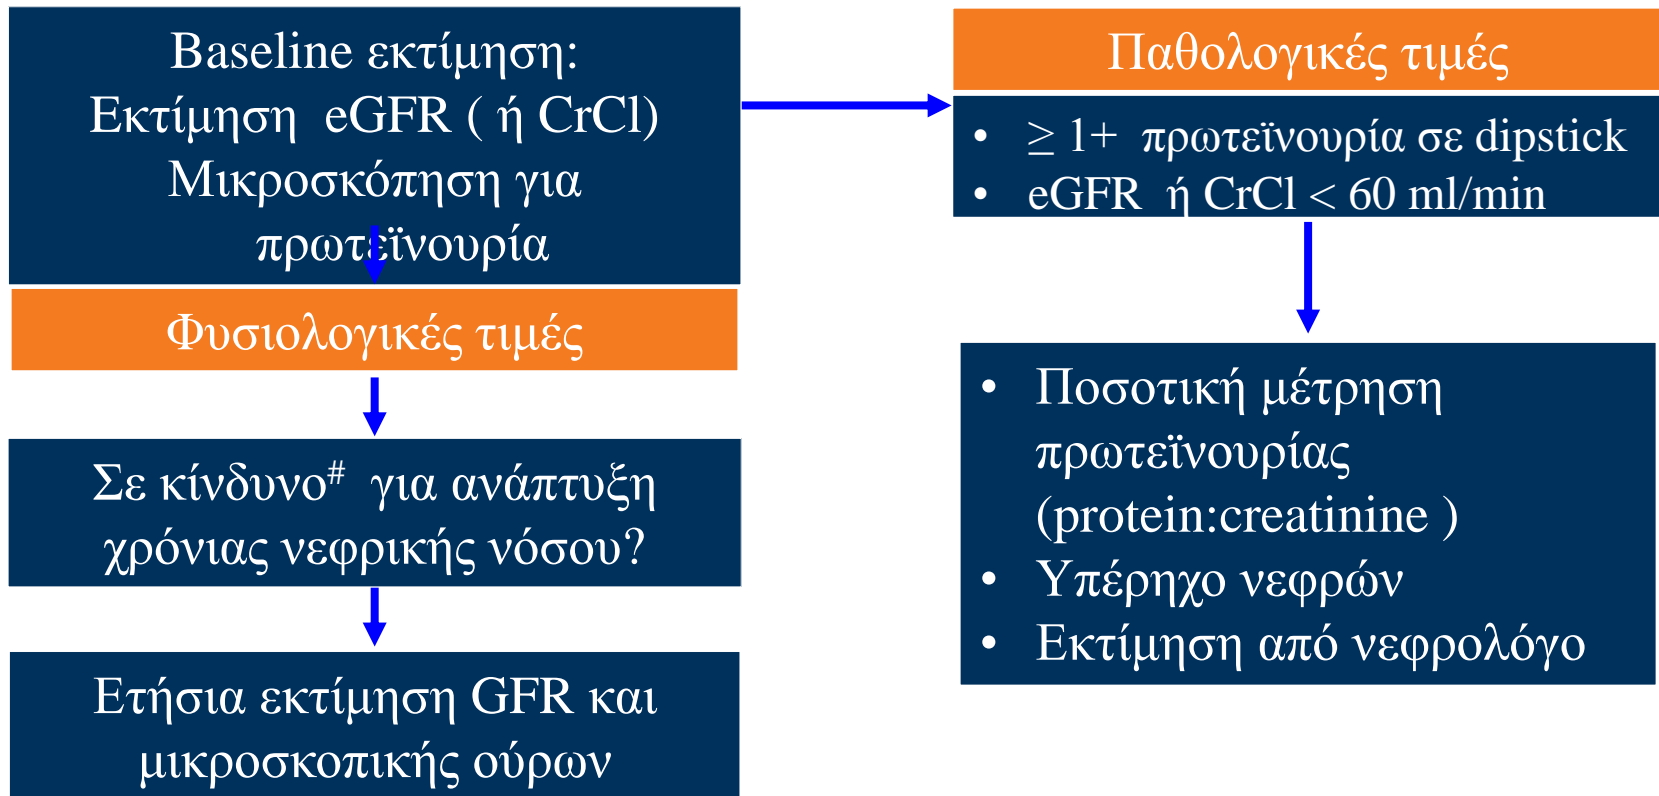 Baseline εκτίμηση:
Εκτίμηση eGFR ( ή CrCl)
Μικροσκόπηση για
πρωτεϊνουρία
Φυσιολογικές τιμές
Σε κίνδυνο# για ανάπτυξη
χρόνιας νεφρικής νόσου?
Ετήσια εκτίμηση GFR και
μικροσκοπικής ούρων
Παθολογικές τιμές
• ≥ 1+ πρωτεϊνουρία σε dipstick
• eGFR ή CrCl < 60 ml/min
• Ποσοτική μέτρηση
πρωτεϊνουρίας
(protein:creatinine )
• Υπέρηχο νεφρών
• Εκτίμηση από νεφρολόγο